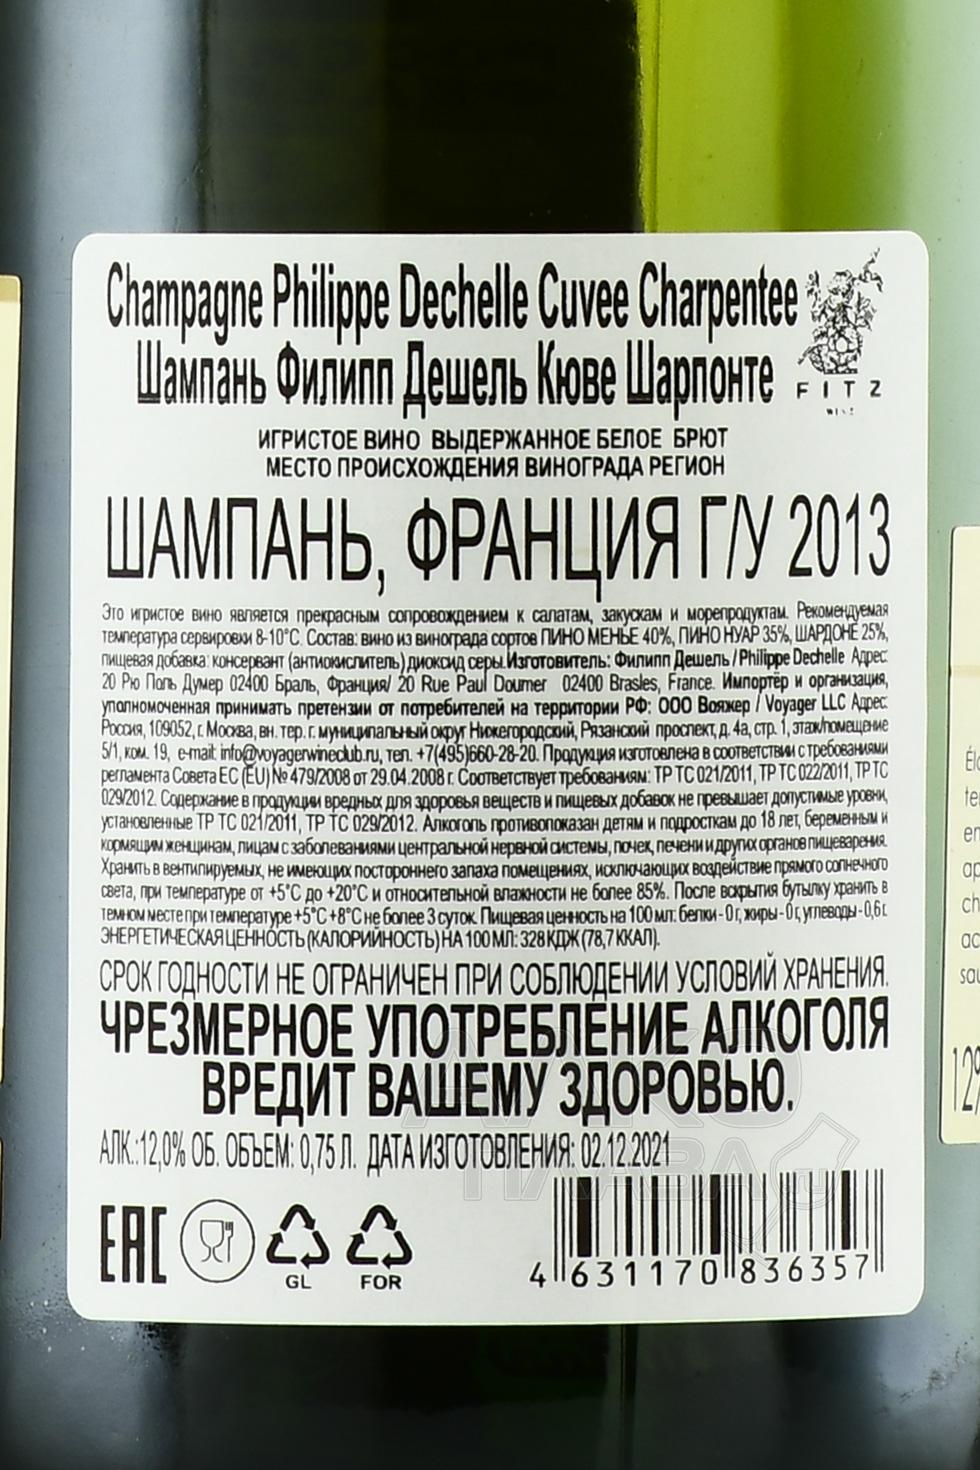 Champagne Philippe Dechelle Cuvee Charpentee
Шампань Филипп Дешель Кюве Шарпонте
FITZ
ИГРИСТОЕ ВИНО ВЫДЕРЖАННОЕ БЕЛОЕ БРЮТ
МЕСТО ПРОИСХОЖДЕНИЯ ВИНОГРАДА РЕГИОН
ШАМПАНЬ, ФРАНЦИЯ Г/У 2013
Это игристое вино является прекрасным сопровождением к салатам, закускам и морепродуктам. Рекомендуемая
температура сервировки 8-10°С. Состав: вино из винограда сортов ПИНО МЕНЬЕ 40%, ПИНО НУАР 35%, ШАРДОНЕ 25%,
пищевая добавка: консервант (антиокислитель) диоксид серы. Изготовитель: Филипп Дешель / Philippe Dechelle Адрес:
20 Рю Поль Думер 02400 Браль, Франция/ 20 Rue Paul Doumer 02400 Brasles, France. Импортёр и организация,
уполномоченная принимать претензии от потребителей на территории РФ: ООО Вояжер / Voyager LLC Адрес:
Россия, 109052, г. Москва, вн. тер. г. муниципальный округ Нижегородский, Рязанский проспект, д. 4а, стр. 1, этаж/помещение
5/1, ком. 19, e-mail: info@voyagerwineclub.ru, тел. +7(495)660-28-20. Продукция изготовлена в соответствии с требованиями
регламента Совета ЕС (EU) № 479/2008 от 29.04.2008 г. Соответствует требованиям: ТР ТС 021/2011, ТР ТС 022/2011, ТР ТС
029/2012. Содержание в продукции вредных для здоровья веществ и пищевых добавок не превышает допустимые уровни,
установленные ТР ТС 021/2011, ТР ТС 029/2012. Алкоголь противопоказан детям и подросткам до 18 лет, беременным и
кормящим женщинам, лицам с заболеваниями центральной нервной системы, почек, печени и других органов пищеварения.
Хранить в вентилируемых, не имеющих постороннего запаха помещениях, исключающих воздействие прямого солнечного
света, при температуре от +5°С до +20°С и относительной влажности не более 85%. После вскрытия бутылку хранить в
темном месте при температуре +5°С +8°С не более 3 суток. Пищевая ценность на 100 мл: белки - 0 г, жиры - 0 г, углеводы - 0,6 г.
ЭНЕРГЕТИЧЕСКАЯ ЦЕННОСТЬ (КАЛОРИЙНОСТЬ) НА 100 МЛ: 328 КДЖ (78,7 ККАЛ).
СРОК ГОДНОСТИ НЕ ОГРАНИЧЕН ПРИ СОБЛЮДЕНИИ УСЛОВИЙ ХРАНЕНИЯ.
ЧРЕЗМЕРНОЕ УПОТРЕБЛЕНИЕ АЛКОГОЛЯ
ВРЕДИТ ВАШЕМУ ЗДОРОВЬЮ.
АЛК.:12,0% ОБ. ОБЪЕМ: 0,75 Л. ДАТА ИЗГОТОВЛЕНИЯ: 02.12.2021
EAC
GL
FOR
4 631170 836357
12%